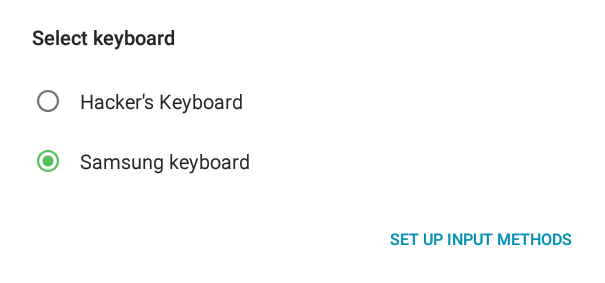 Select keyboard
Hacker's Keyboard
Samsung keyboard
SET UP INPUT METHODS